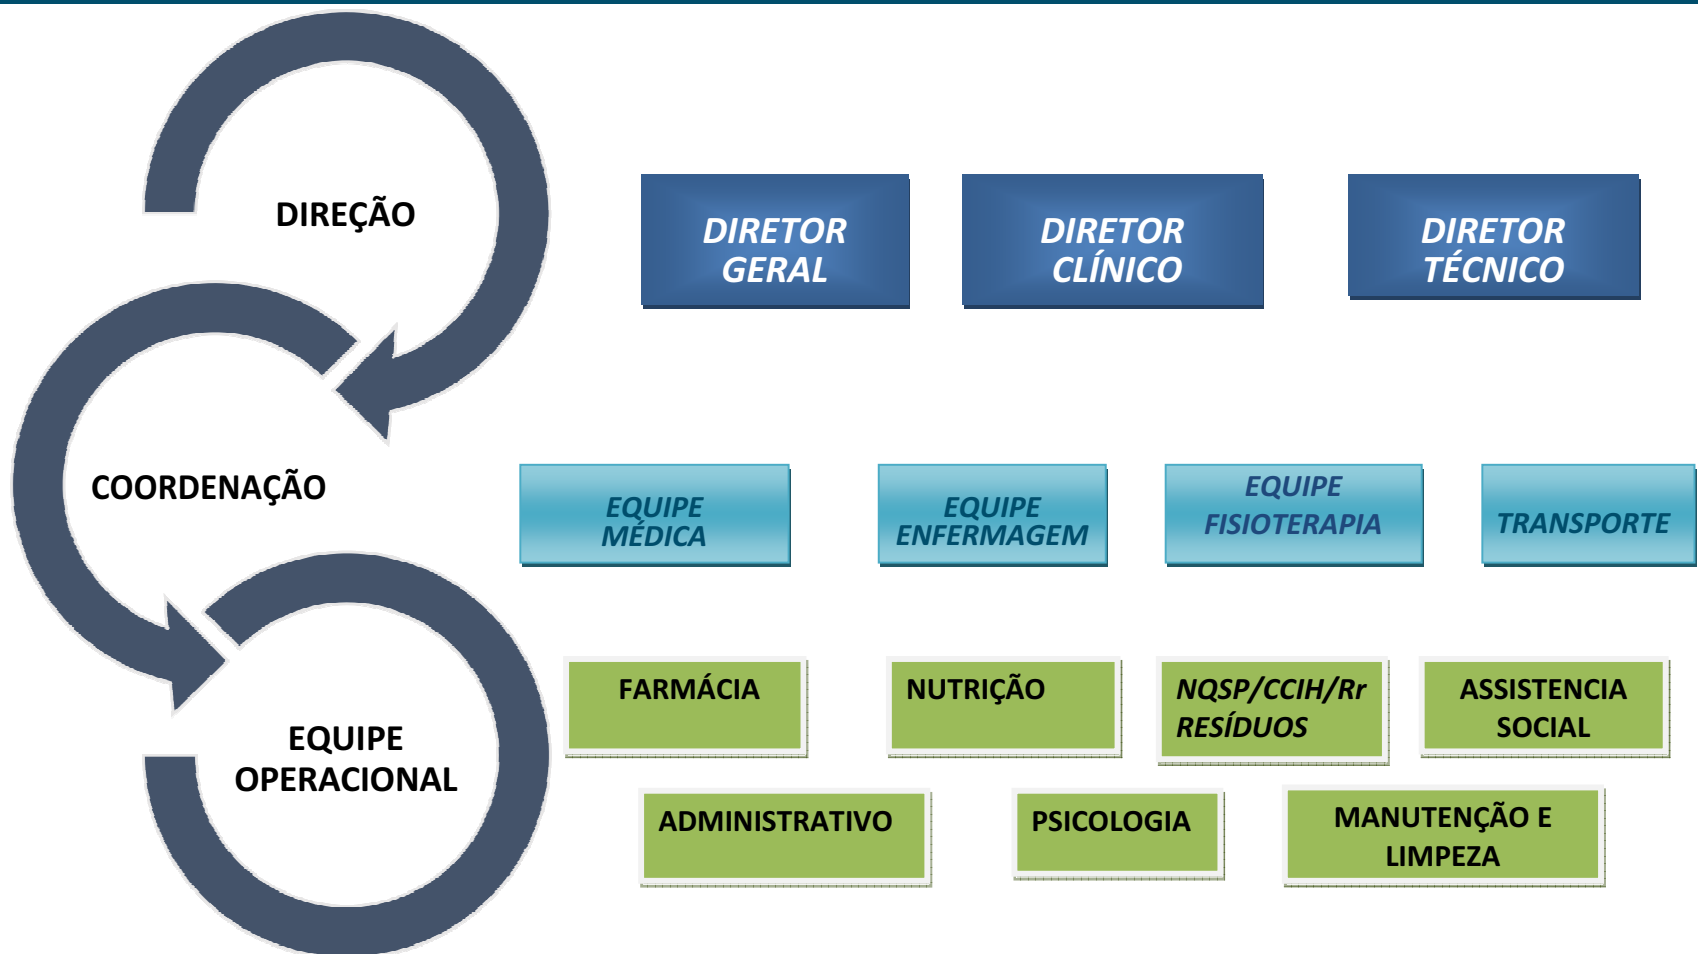 DIREÇÃO
DIRETOR
GERAL
DIRETOR
CLÍNICO
DIRETOR
TÉCNICO
COORDENAÇÃO
EQUIPE
MÉDICA
EQUIPE
ENFERMAGEM
EQUIPE
FISIOTERAPIA
TRANSPORTE
EQUIPE
OPERACIONAL
FARMÁCIA
NUTRIÇÃO
NQSP/CCIH/Rr
RESÍDUOS
ASSISTENCIA
SOCIAL
ADMINISTRATIVO
PSICOLOGIA
MANUTENÇÃO E
LIMPEZA